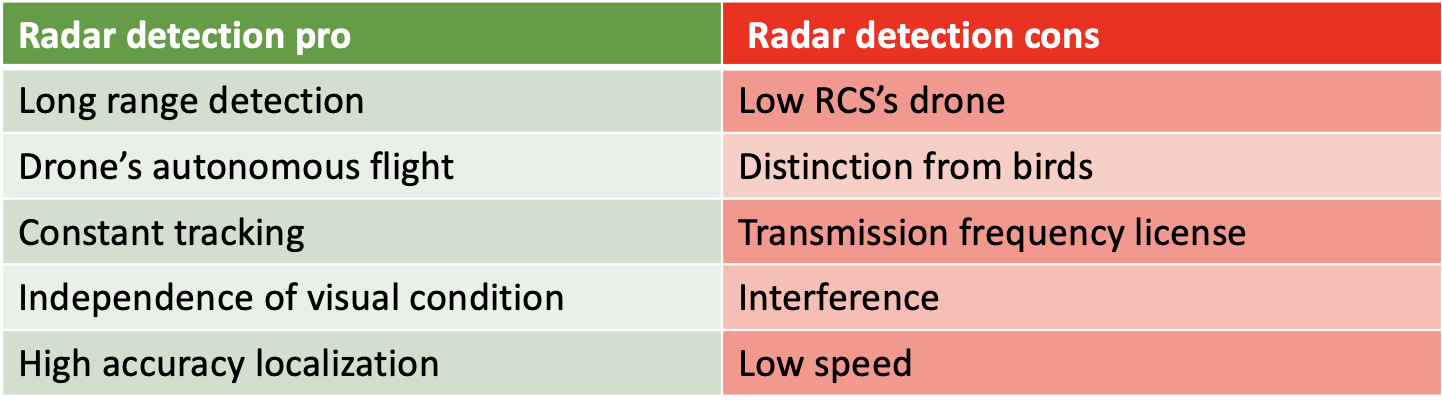 Radar detection pro
Radar detection cons
Long range detection
Low RCS’s drone
Drone’s autonomous flight
Distinction from birds
Constant tracking
Transmission frequency license
Independence of visual condition
Interference
High accuracy localization
Low speed